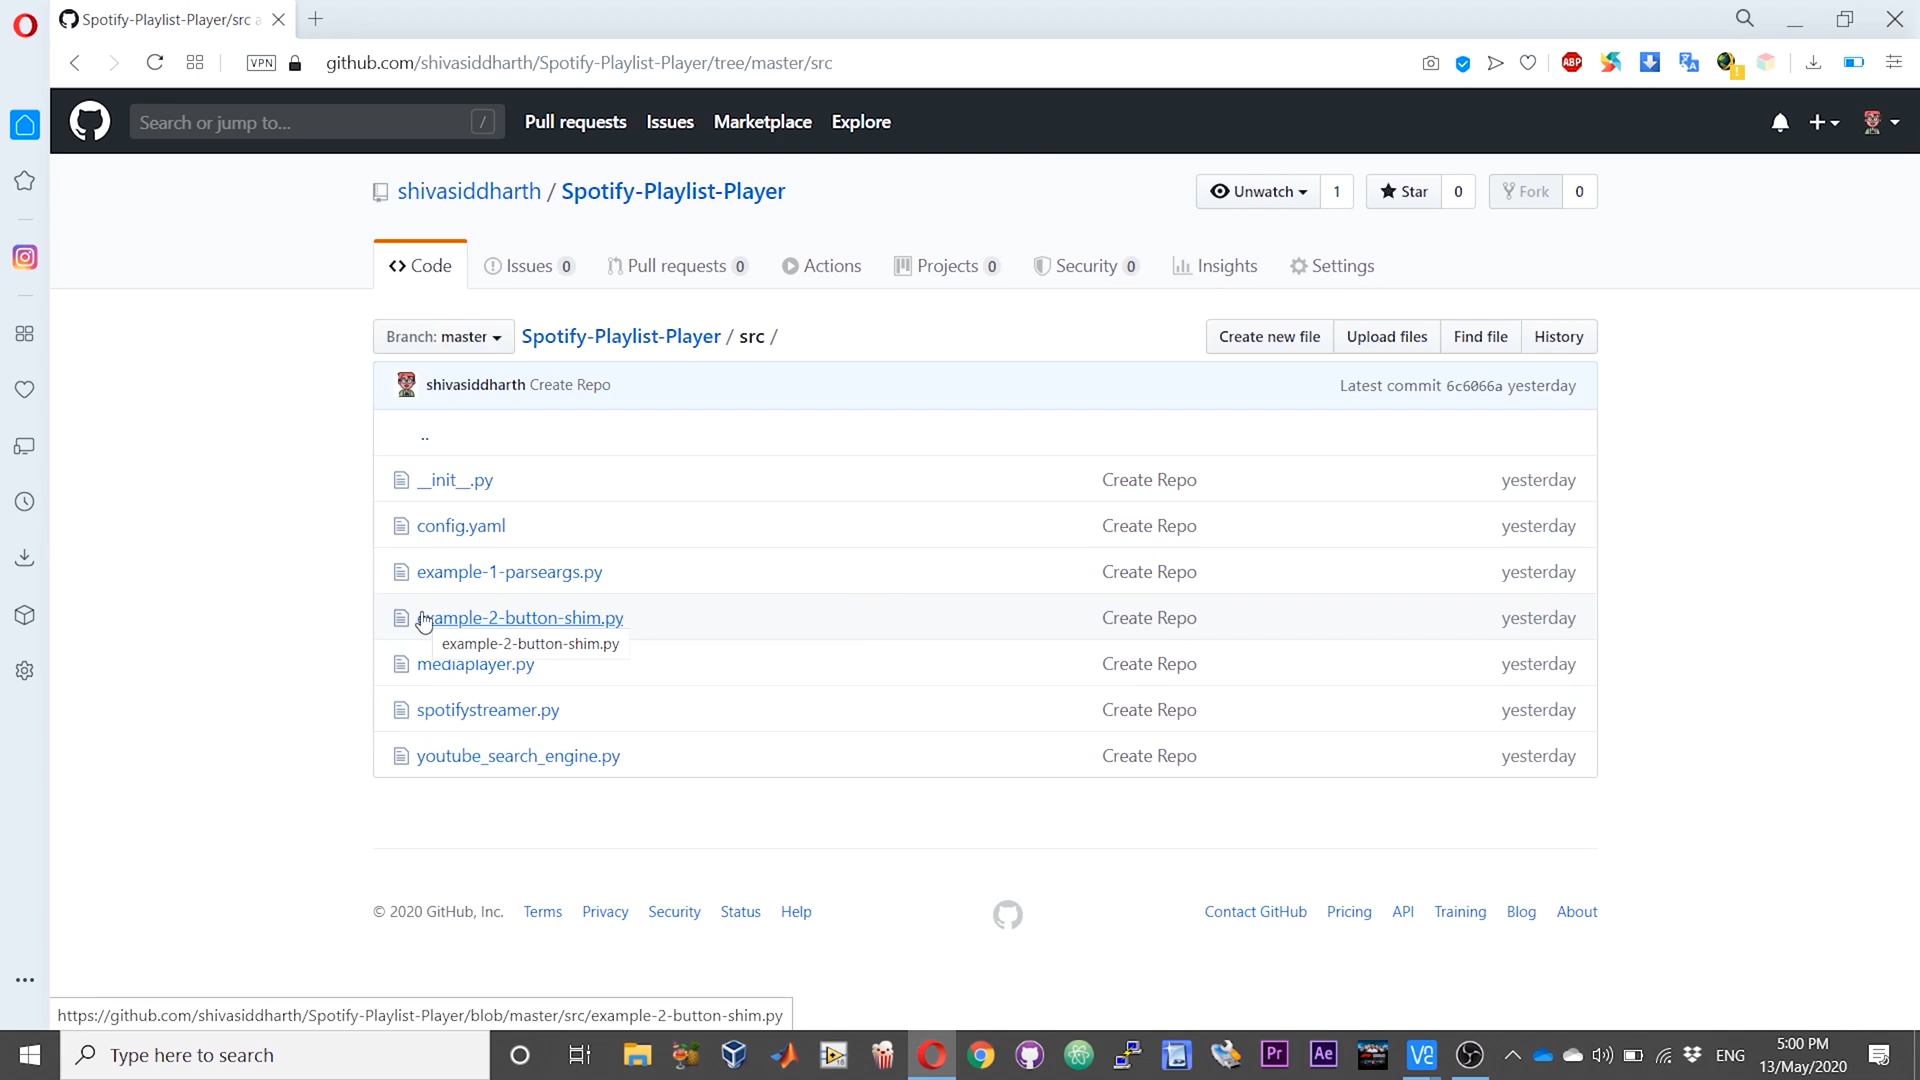 Spotify-Playlist-Player/src a
VPN
github.com/shivasiddharth/Spotify-Playlist-Player/tree/master/src
ABP
Search or jump to... /
Pull requests Issues Marketplace Explore
shivasiddharth / Spotify-Playlist-Player
Unwatch 1 Star 0 Fork 0
Code Issues 0 Pull requests 0 Actions Projects 0 Security 0 Insights Settings
Branch: master Spotify-Playlist-Player / src /
Create new file Upload files Find file History
shivasiddharth Create Repo Latest commit 6c6066a yesterday
..
__init__.py Create Repo yesterday
config.yaml Create Repo yesterday
example-1-parseargs.py Create Repo yesterday
example-2-button-shim.py Create Repo yesterday
example-2-button-shim.py
mediaplayer.py Create Repo yesterday
spotifystreamer.py Create Repo yesterday
youtube_search_engine.py Create Repo yesterday
© 2020 GitHub, Inc. Terms Privacy Security Status Help Contact GitHub Pricing API Training Blog About
https://github.com/shivasiddharth/Spotify-Playlist-Player/blob/master/src/example-2-button-shim.py
Type here to search
Pr Ae
ENG
5:00 PM
13/May/2020